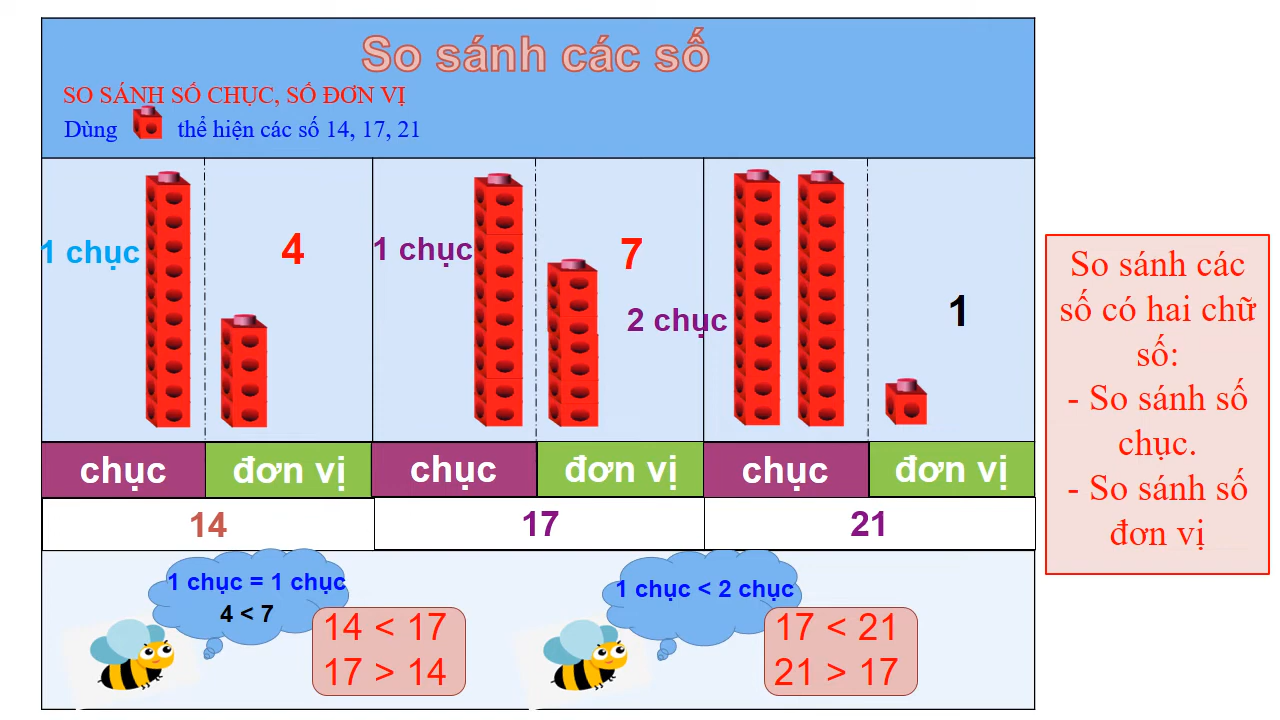 So sánh các số
SO SÁNH SỐ CHỤC, SỐ ĐƠN VỊ
Dùng thể hiện các số 14, 17, 21
1 chục
4
1 chục
7
2 chục
1
chục
đơn vị
chục
đơn vị
chục
đơn vị
14
17
21
1 chục = 1 chục
4 < 7
14 < 17
17 > 14
1 chục < 2 chục
17 < 21
21 > 17
So sánh các
số có hai chữ
số:
- So sánh số
chục.
- So sánh số
đơn vị